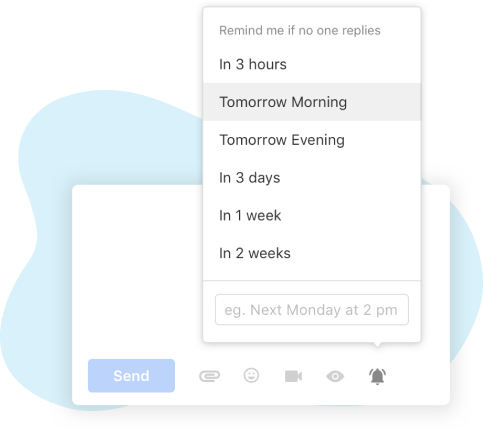 Remind me if no one replies
In 3 hours
Tomorrow Morning
Tomorrow Evening
In 3 days
In 1 week
In 2 weeks
eg. Next Monday at 2 pm
Send